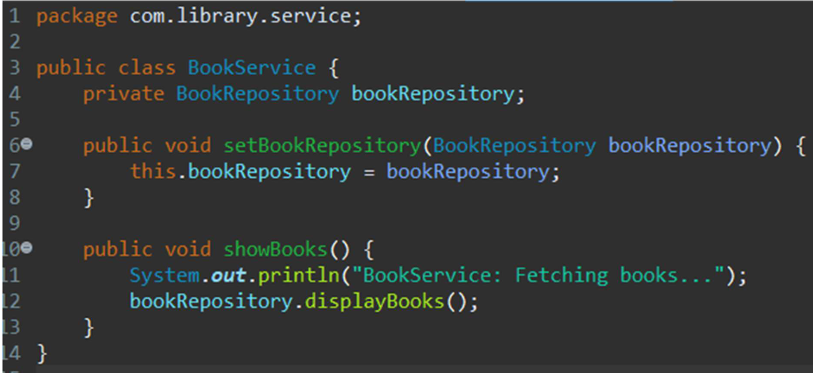 1 package com.library.service;
2
3 public class BookService {
4     private BookRepository bookRepository;
5
6     public void setBookRepository(BookRepository bookRepository) {
7         this.bookRepository = bookRepository;
8     }
9
10     public void showBooks() {
11         System.out.println("BookService: Fetching books...");
12         bookRepository.displayBooks();
13     }
14 }